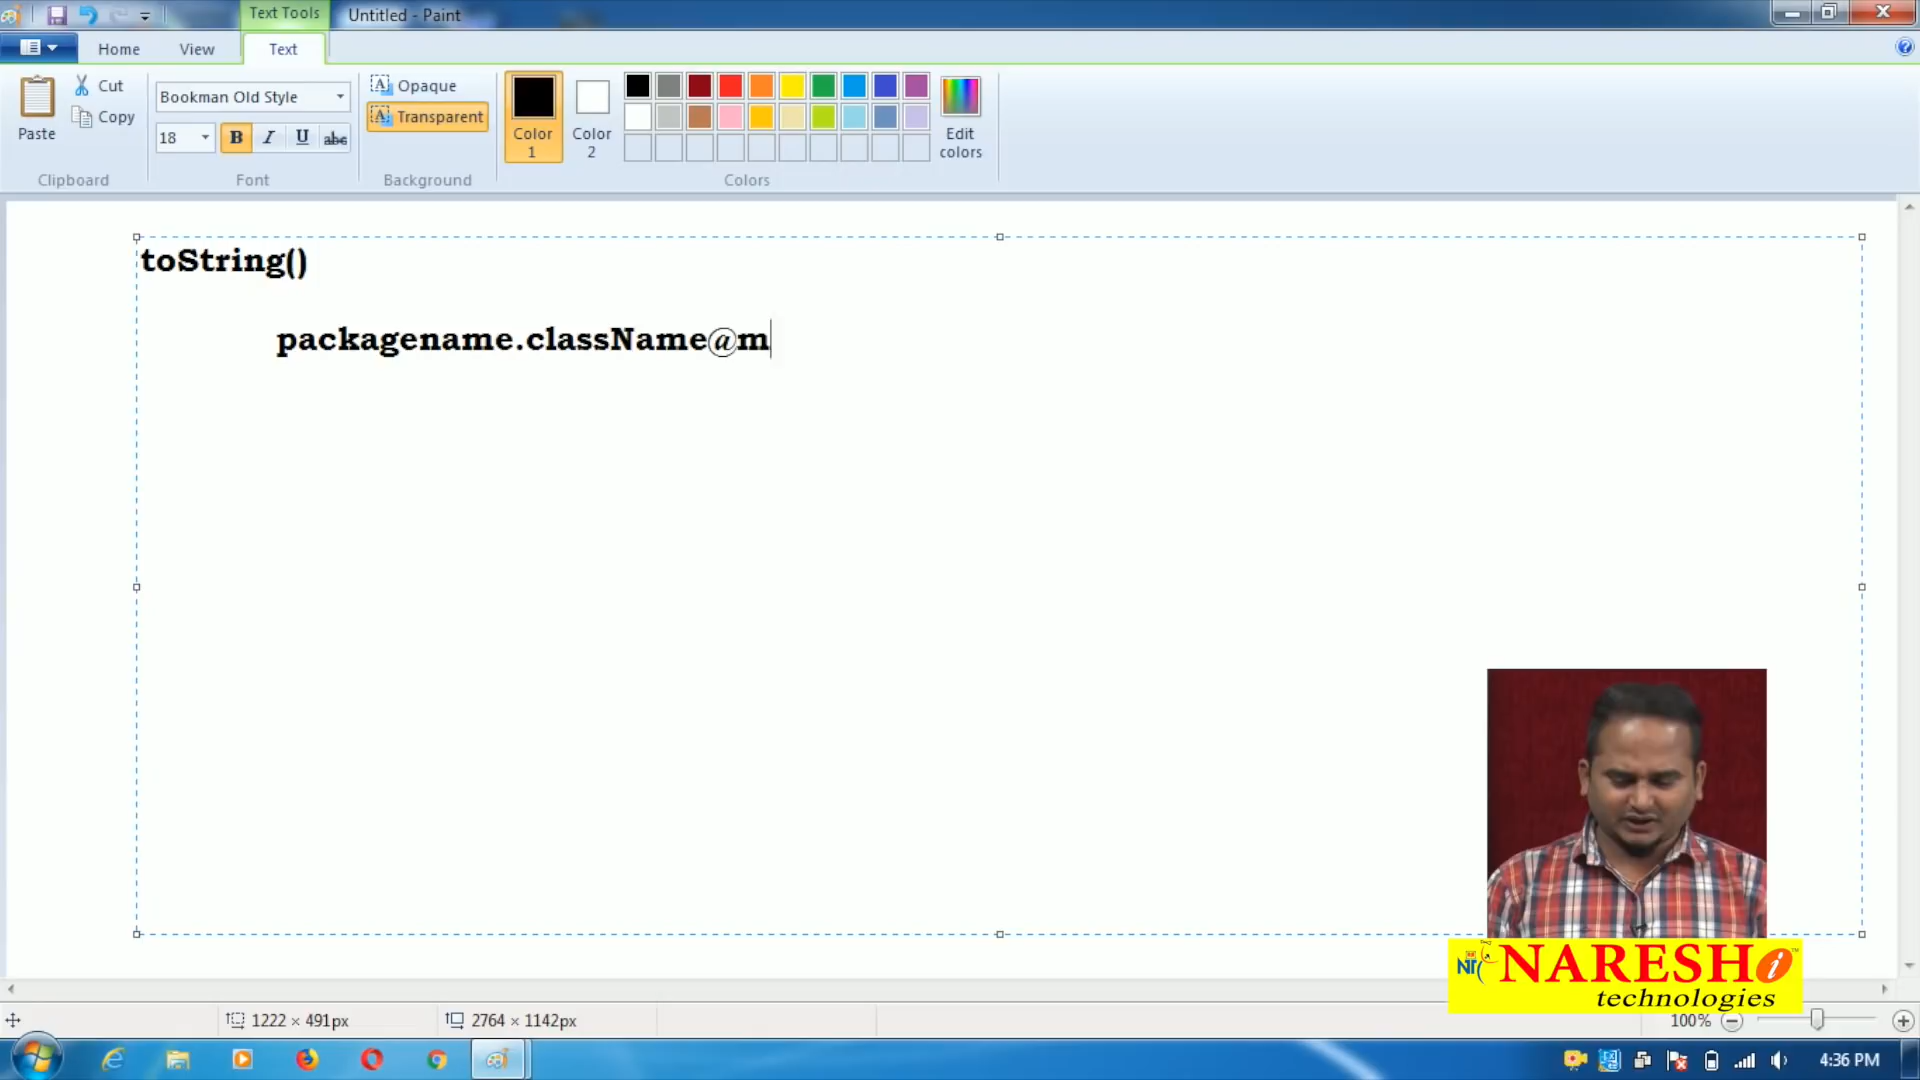 Text Tools
Untitled - Paint
Home
View
Text
Paste
Cut
Copy
Clipboard
Bookman Old Style
18
B
I
U
abc
Font
Opaque
Transparent
Background
Color
1
Color
2
Edit
colors
Colors
toString()
packagename.className@m
NARESH i
technologies
1222 × 491px
2764 × 1142px
100%
4:36 PM